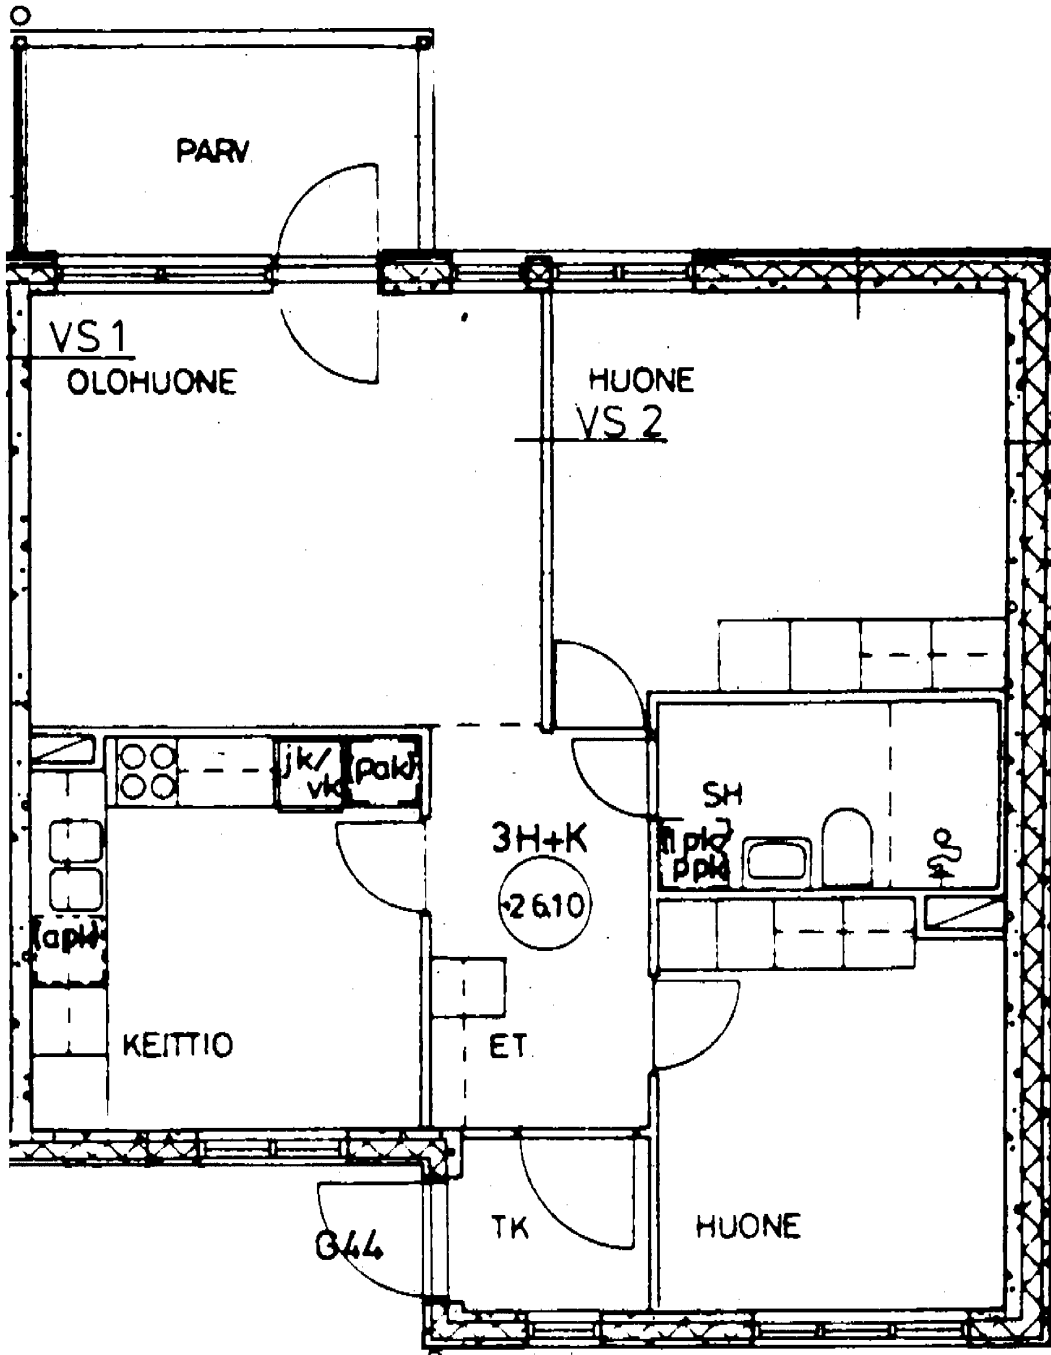 PARV
VS 1
OLOHUONE
HUONE
VS 2
jk/
vk
pak
SH
3H+K
pk/
ppk
+26.10
apk
KEITTIO
ET
TK
HUONE